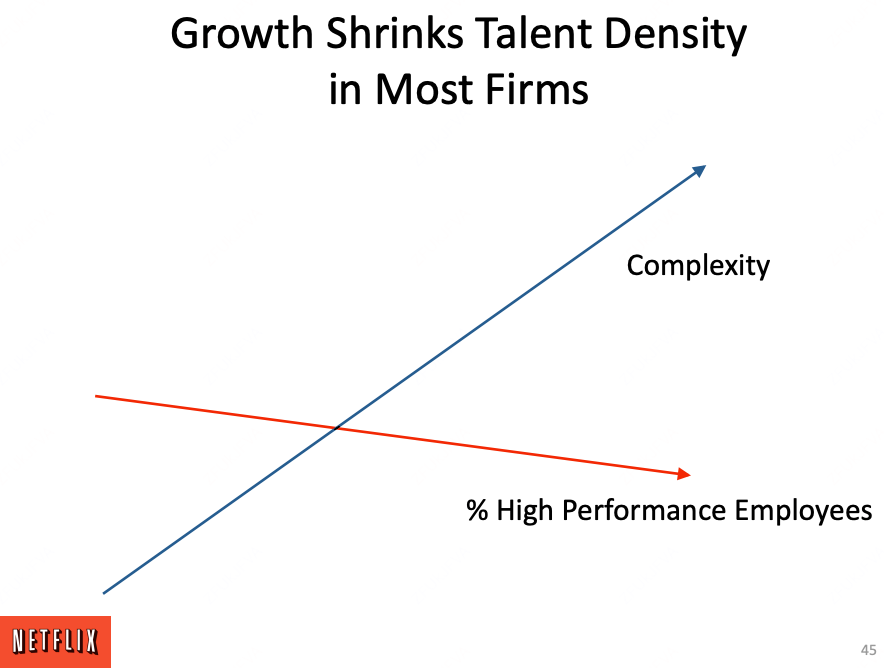 Growth Shrinks Talent Density
in Most Firms
Complexity
% High Performance Employees
NETFLIX
45